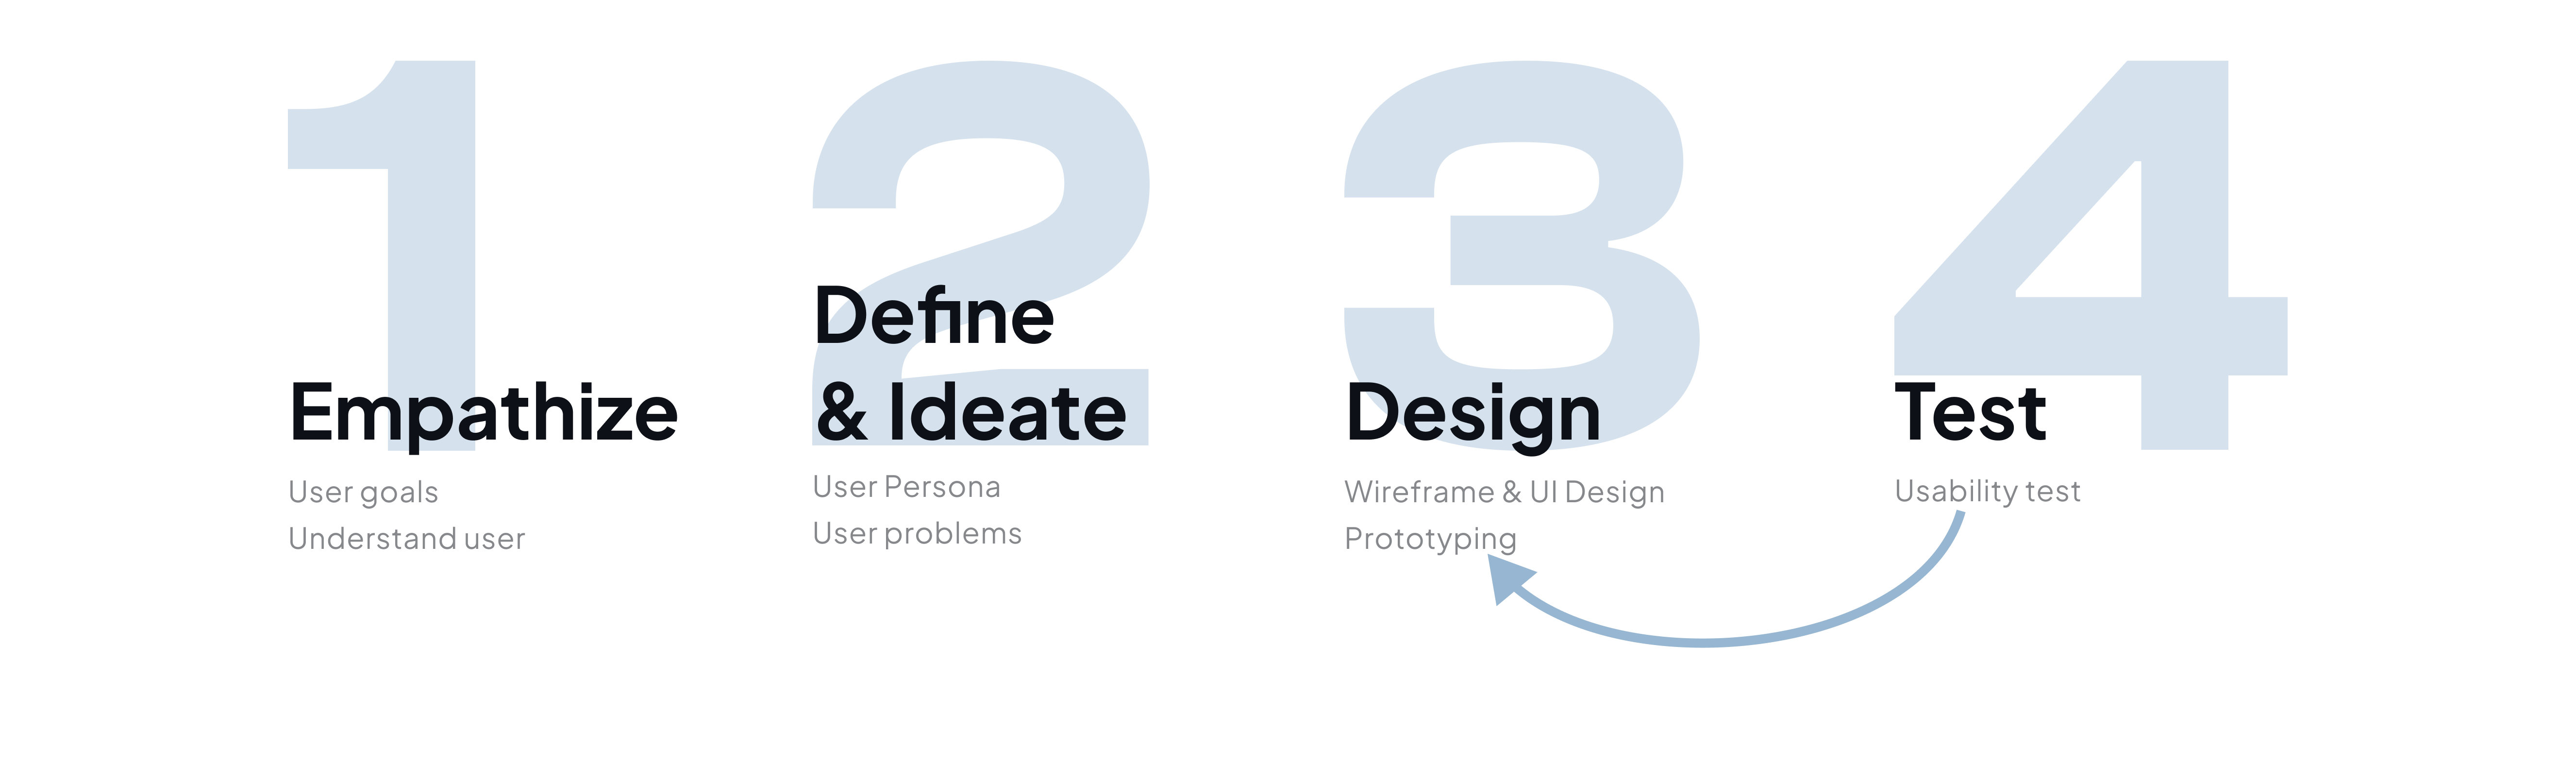 1
Empathize
User goals
Understand user
2
Define
& Ideate
User Persona
User problems
3
Design
Wireframe & UI Design
Prototyping
4
Test
Usability test